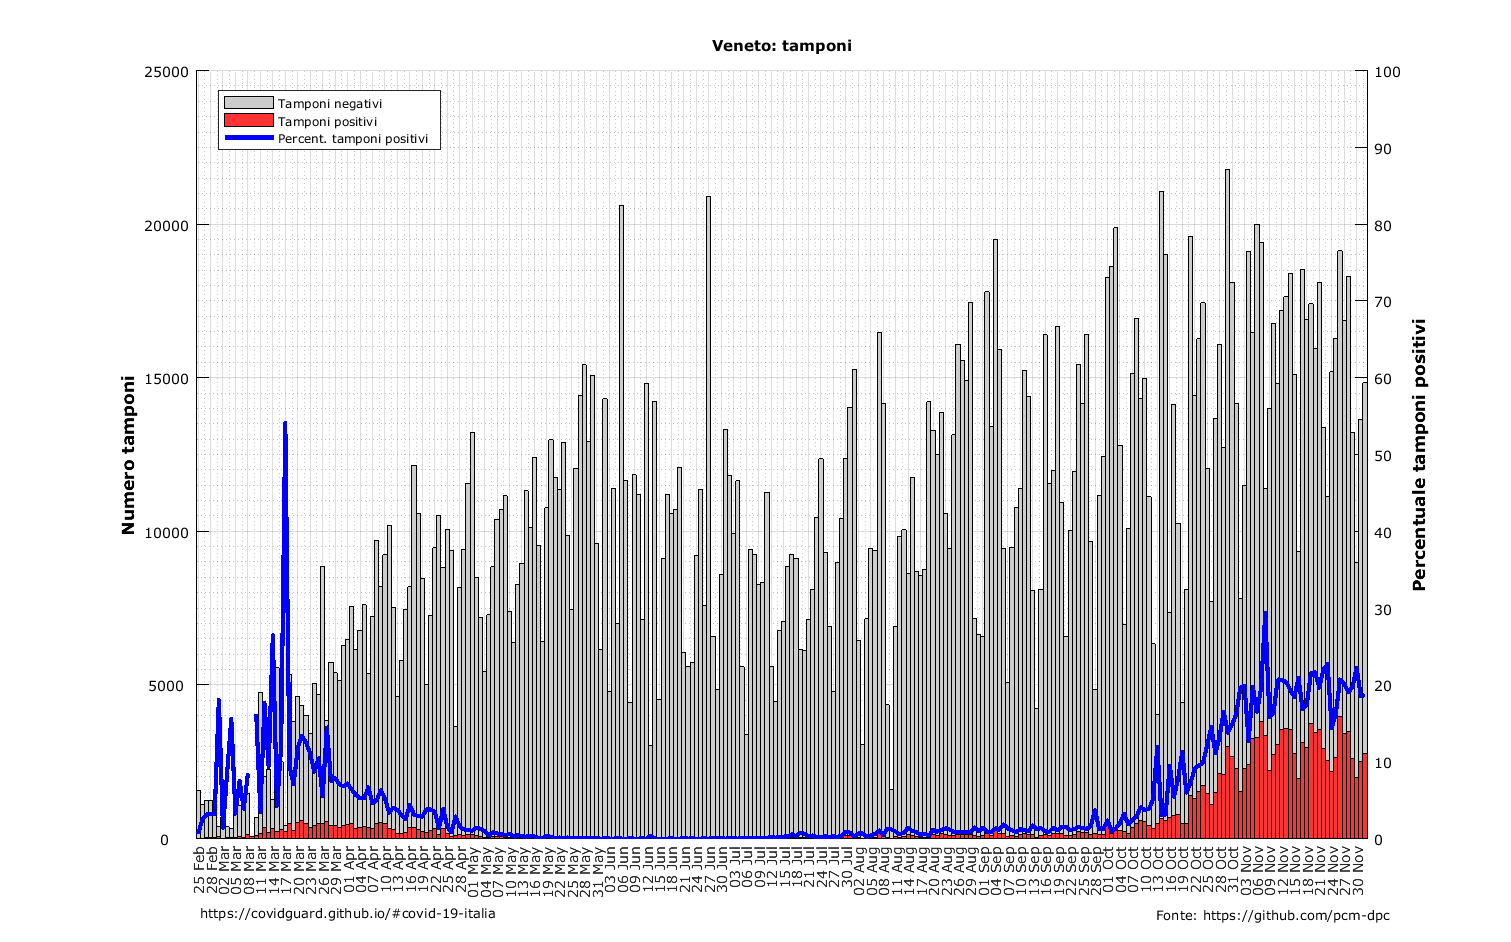 Veneto: tamponi
25000
20000
15000
10000
5000
0
100
90
80
70
60
50
40
30
20
10
0
Numero tamponi
Percentuale tamponi positivi
Tamponi negativi
Tamponi positivi
Percent. tamponi positivi
25 Feb
28 Feb
02 Mar
05 Mar
08 Mar
11 Mar
14 Mar
17 Mar
20 Mar
23 Mar
26 Mar
29 Mar
01 Apr
04 Apr
07 Apr
10 Apr
13 Apr
16 Apr
19 Apr
22 Apr
25 Apr
28 Apr
01 May
04 May
07 May
10 May
13 May
16 May
19 May
22 May
25 May
28 May
31 May
03 Jun
06 Jun
09 Jun
12 Jun
15 Jun
18 Jun
21 Jun
24 Jun
27 Jun
30 Jun
03 Jul
06 Jul
09 Jul
12 Jul
15 Jul
18 Jul
21 Jul
24 Jul
27 Jul
30 Jul
02 Aug
05 Aug
08 Aug
11 Aug
14 Aug
17 Aug
20 Aug
23 Aug
26 Aug
29 Aug
01 Sep
04 Sep
07 Sep
10 Sep
13 Sep
16 Sep
19 Sep
22 Sep
25 Sep
28 Sep
01 Oct
04 Oct
07 Oct
10 Oct
13 Oct
16 Oct
19 Oct
22 Oct
25 Oct
28 Oct
31 Oct
03 Nov
06 Nov
09 Nov
12 Nov
15 Nov
18 Nov
21 Nov
24 Nov
27 Nov
30 Nov
https://covidguard.github.io/#covid-19-italia
Fonte: https://github.com/pcm-dpc